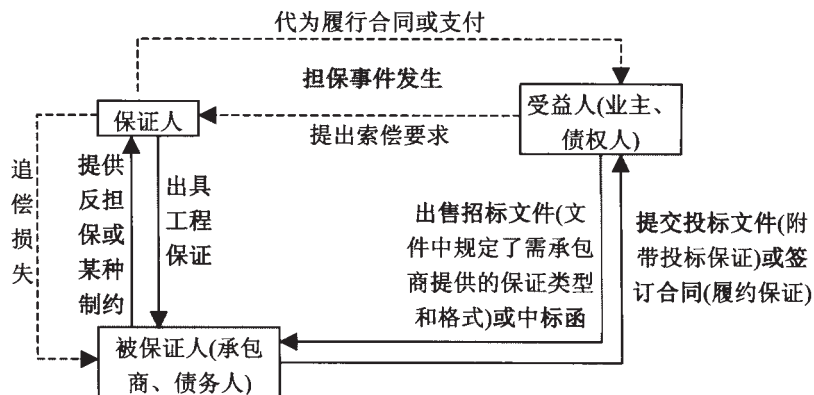 代为履行合同或支付
担保事件发生
保证人
受益人(业主、
债权人)
提出索偿要求
追
偿
损
失
提供
反担
保或
某种
制约
出具
工程
保证
出售招标文件(文
件中规定了需承包
商提供的保证类型
和格式)或中标函
提交投标文件(附
带投标保证)或签
订合同(履约保证)
被保证人(承包
商、债务人)